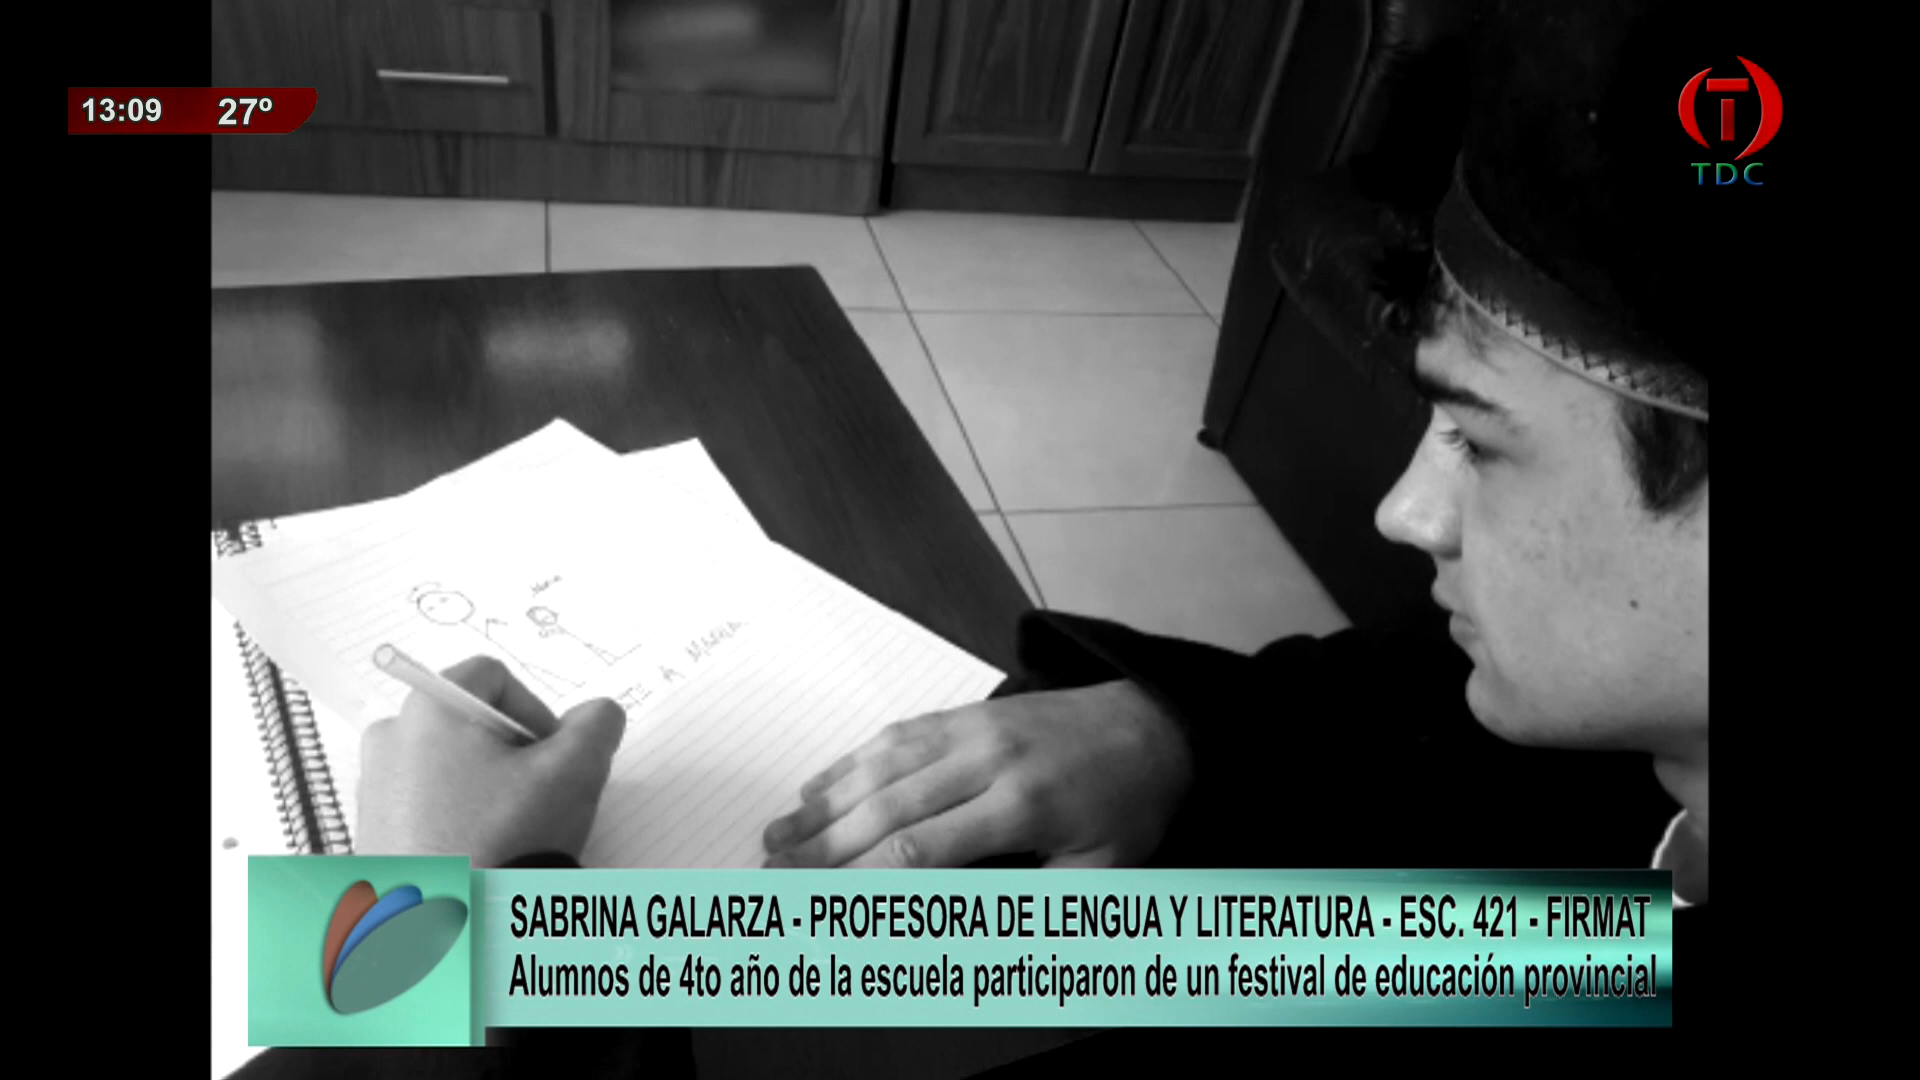 13:09 27º
T
TDC
A MARIA
SABRINA GALARZA - PROFESORA DE LENGUA Y LITERATURA - ESC. 421 - FIRMAT
Alumnos de 4to año de la escuela participaron de un festival de educación provincial